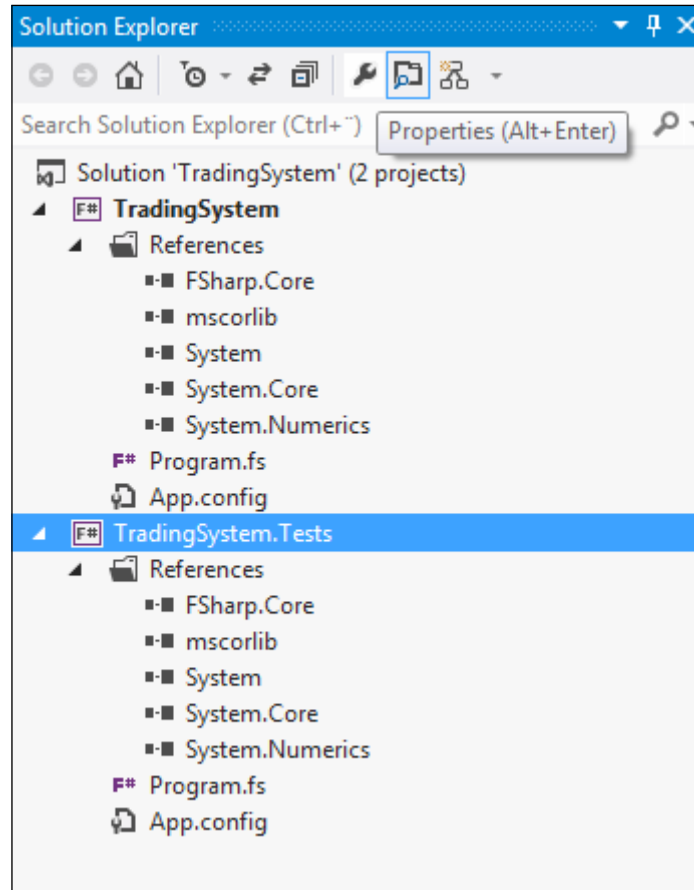 Solution Explorer
Search Solution Explorer (Ctrl+¨)
Properties (Alt+Enter)
Solution 'TradingSystem' (2 projects)
F# TradingSystem
References
FSharp.Core
mscorlib
System
System.Core
System.Numerics
F# Program.fs
App.config
F# TradingSystem.Tests
References
FSharp.Core
mscorlib
System
System.Core
System.Numerics
F# Program.fs
App.config